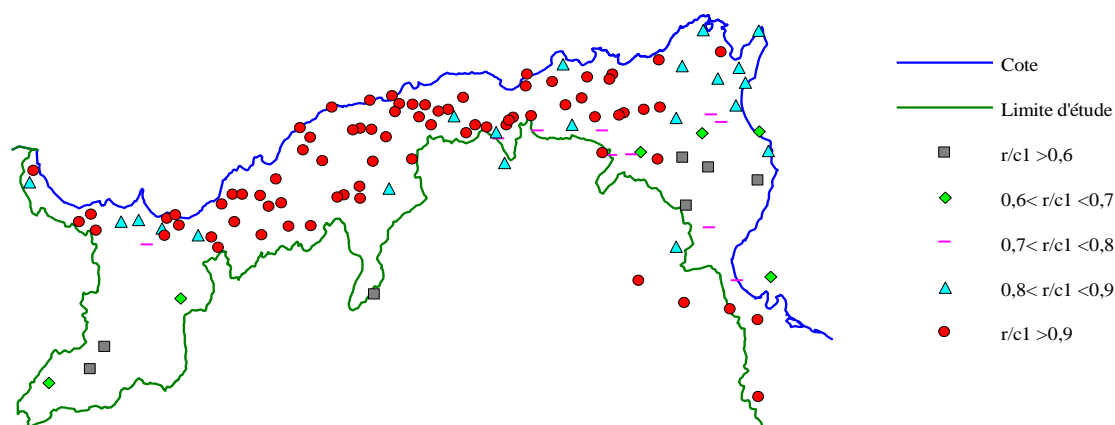 Cote
Limite d'étude
r/c1 >0,6
0,6< r/c1 <0,7
0,7< r/c1 <0,8
0,8< r/c1 <0,9
r/c1 >0,9